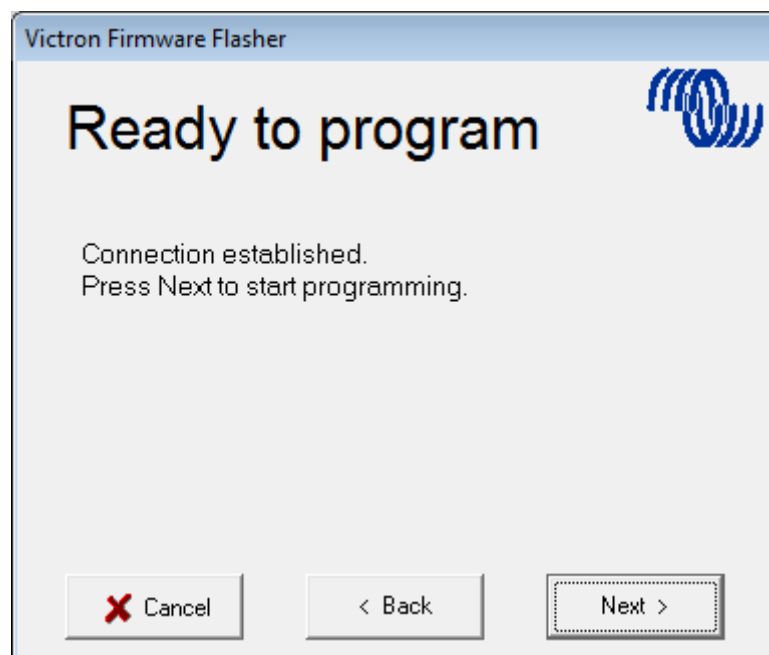 Victron Firmware Flasher
Ready to program
Connection established.
Press Next to start programming.
Cancel
< Back
Next >